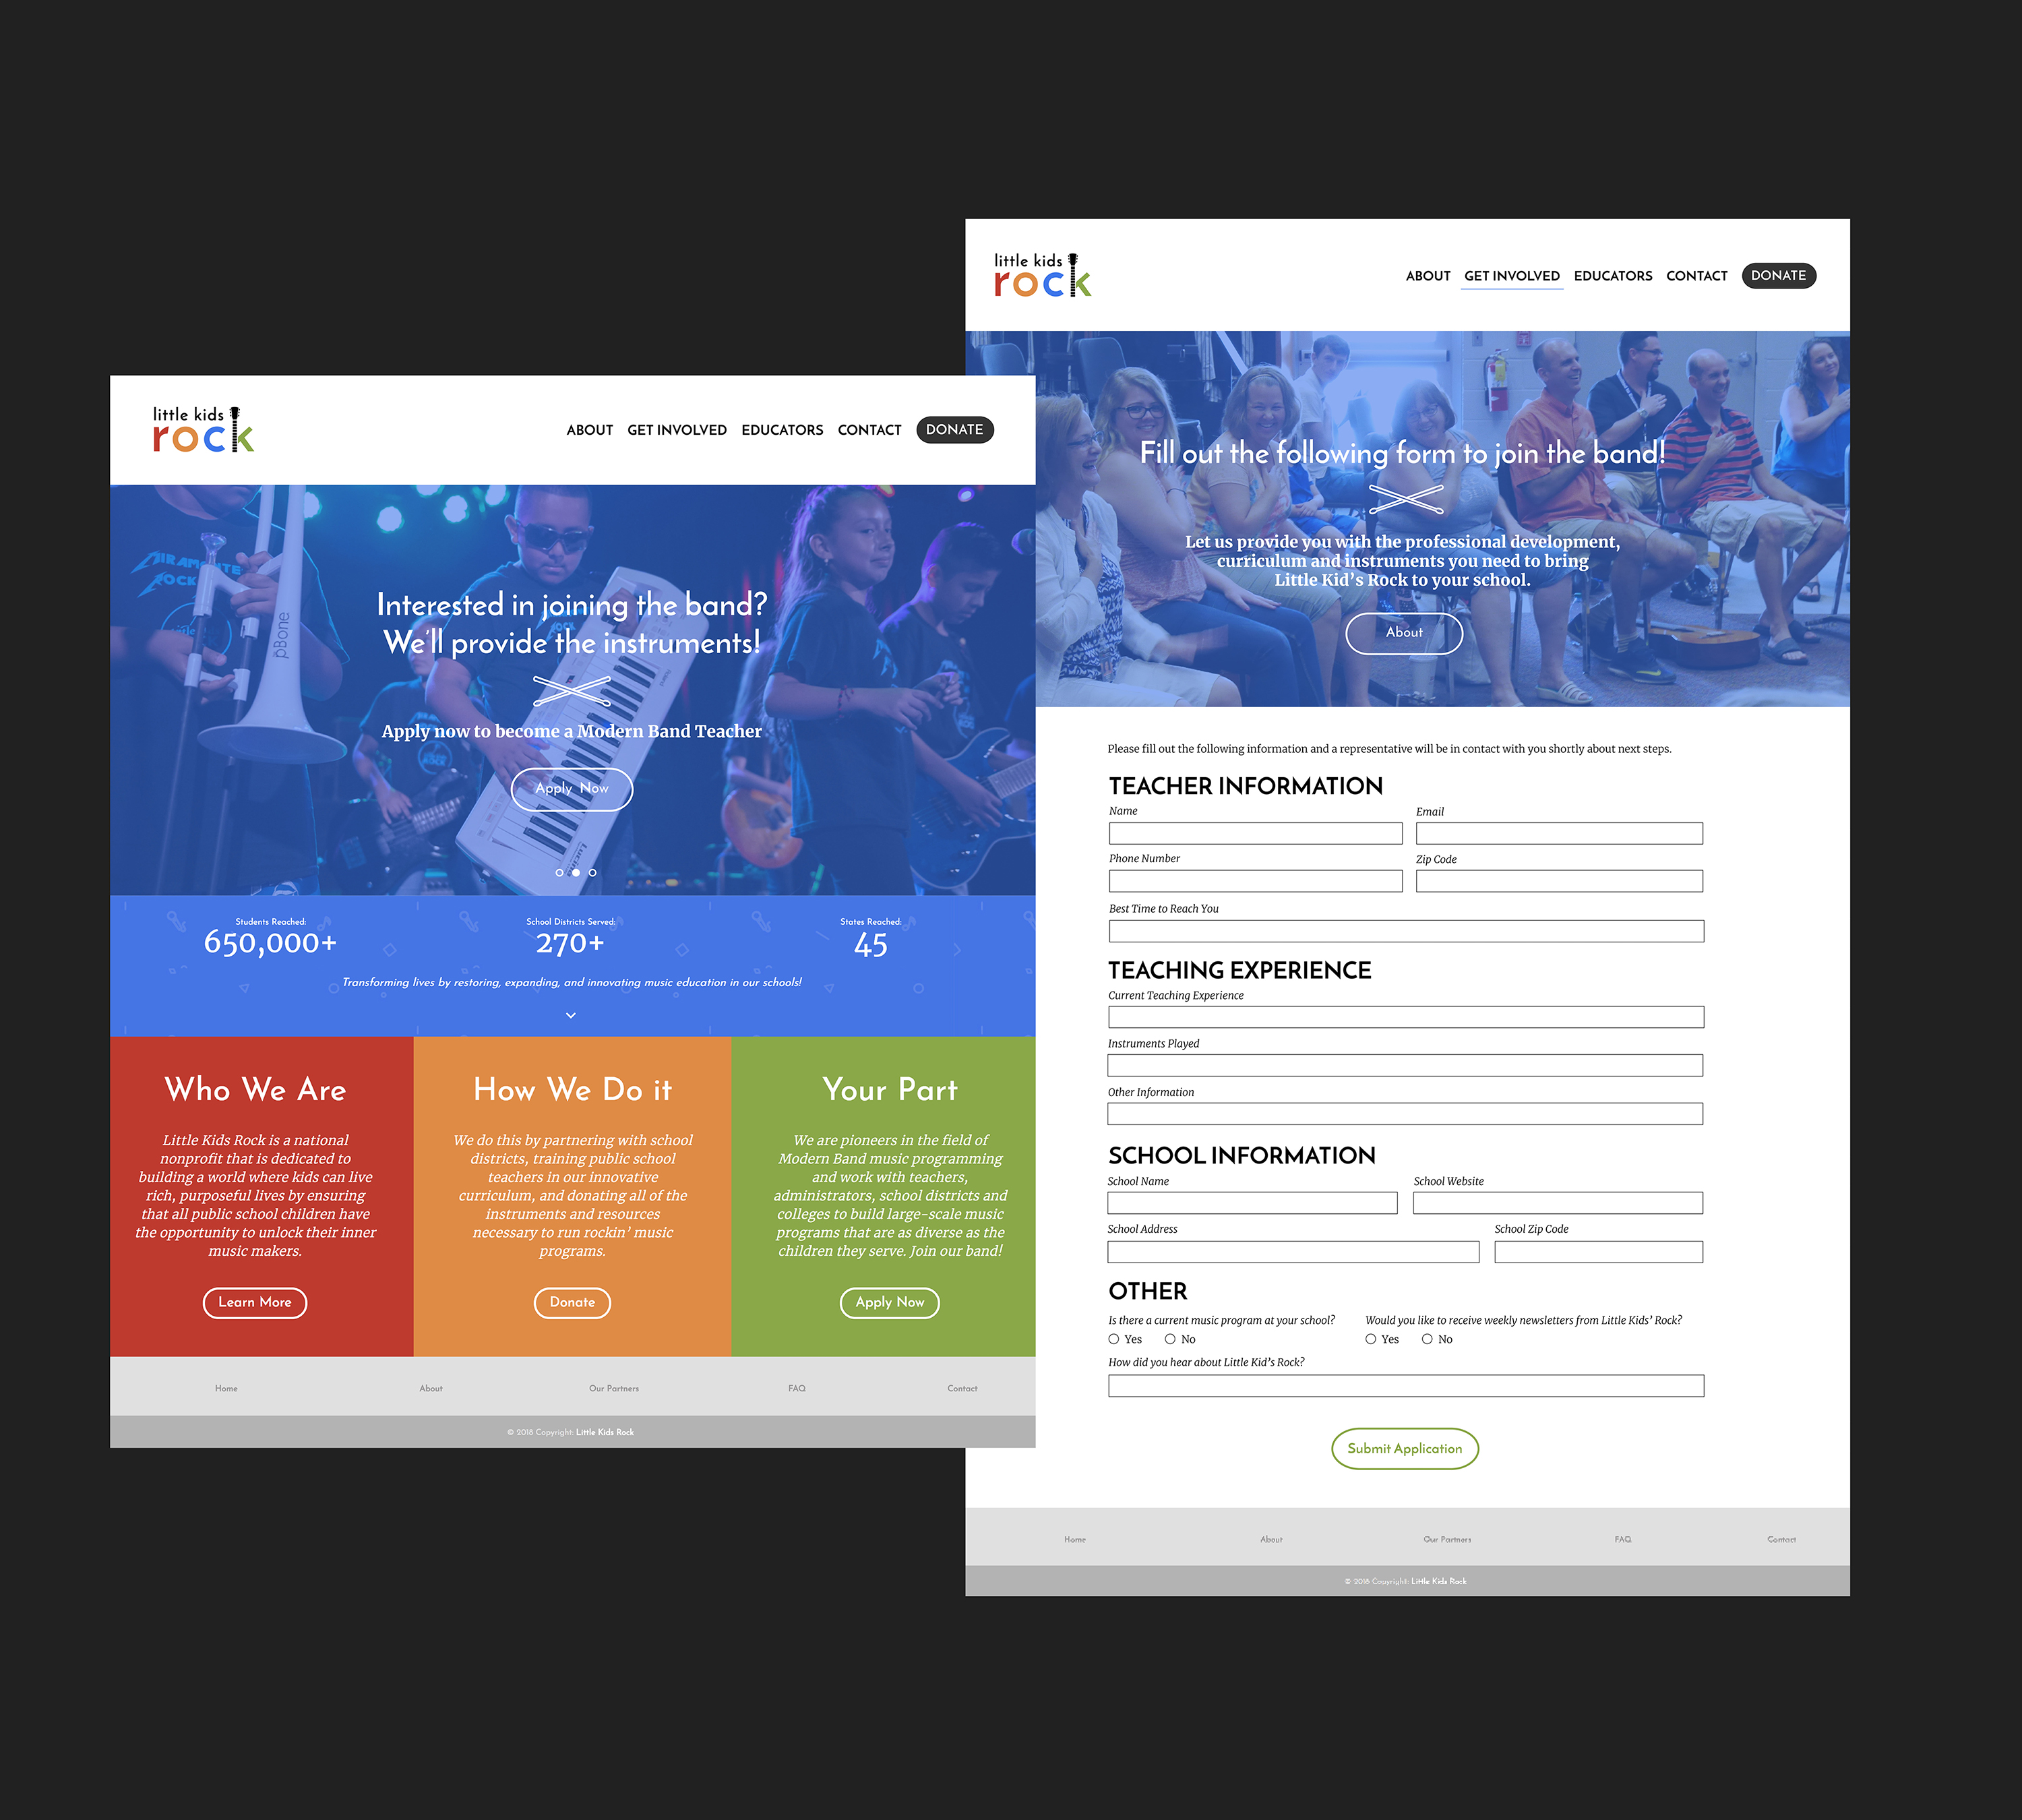 little kids
rock
ABOUT GET INVOLVED EDUCATORS CONTACT DONATE
MIRAMONTE
ROCK
pBone
Interested in joining the band?
We'll provide the instruments!
Apply now to become a Modern Band Teacher
Apply Now
Students Reached: School Districts Served: States Reached:
650,000+ 270+ 45
Transforming lives by restoring, expanding, and innovating music education in our schools!
Who We Are
Little Kids Rock is a national
nonprofit that is dedicated to
building a world where kids can live
rich, purposeful lives by ensuring
that all public school children have
the opportunity to unlock their inner
music makers.
Learn More
How We Do it
We do this by partnering with school
districts, training public school
teachers in our innovative
curriculum, and donating all of the
instruments and resources
necessary to run rockin' music
programs.
Donate
Your Part
We are pioneers in the field of
Modern Band music programming
and work with teachers,
administrators, school districts and
colleges to build large-scale music
programs that are as diverse as the
children they serve. Join our band!
Apply Now
Home About Our Partners FAQ Contact
© 2018 Copyright: Little Kids Rock
little kids
rock
ABOUT GET INVOLVED EDUCATORS CONTACT DONATE
Fill out the following form to join the band!
Let us provide you with the professional development,
curriculum and instruments you need to bring
Little Kid's Rock to your school.
About
Please fill out the following information and a representative will be in contact with you shortly about next steps.
TEACHER INFORMATION
Name Email
Phone Number Zip Code
Best Time to Reach You
TEACHING EXPERIENCE
Current Teaching Experience
Instruments Played
Other Information
SCHOOL INFORMATION
School Name School Website
School Address School Zip Code
OTHER
Is there a current music program at your school? Would you like to receive weekly newsletters from Little Kids' Rock?
Yes No Yes No
How did you hear about Little Kid's Rock?
Submit Application
Home About Our Partners FAQ Contact
© 2018 Copyright: Little Kids Rock